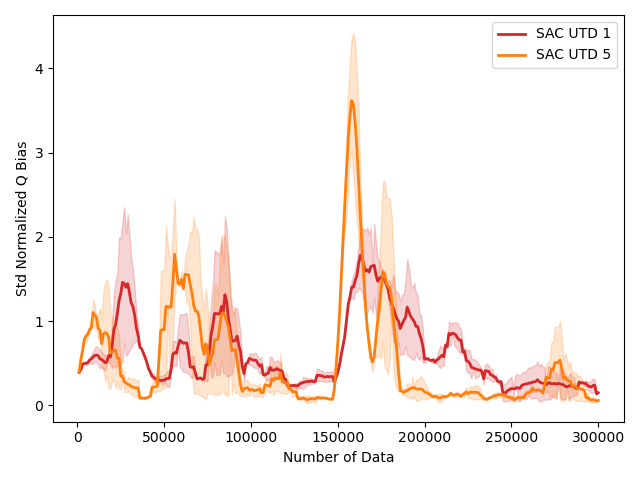 SAC UTD 1
SAC UTD 5
Std Normalized Q Bias
4
3
2
1
0
0 50000 100000 150000 200000 250000 300000
Number of Data